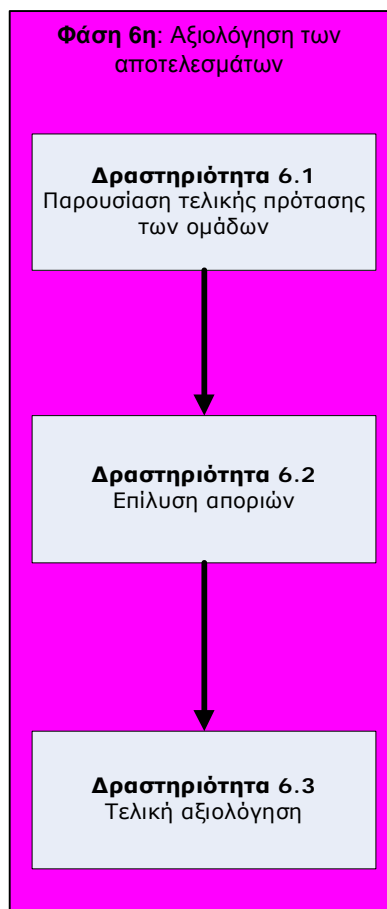 Φάση 6η: Αξιολόγηση των
αποτελεσμάτων
Δραστηριότητα 6.1
Παρουσίαση τελικής πρότασης
των ομάδων
Δραστηριότητα 6.2
Επίλυση αποριών
Δραστηριότητα 6.3
Τελική αξιολόγηση